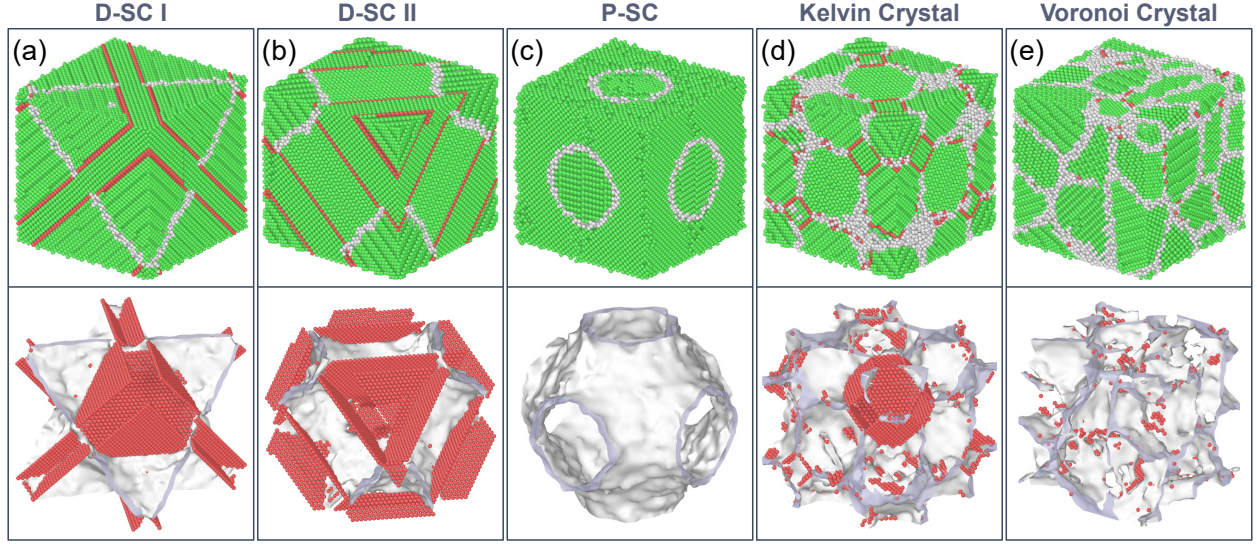 D-SC I
D-SC II
P-SC
Kelvin Crystal
Voronoi Crystal
(a)
(b)
(c)
(d)
(e)